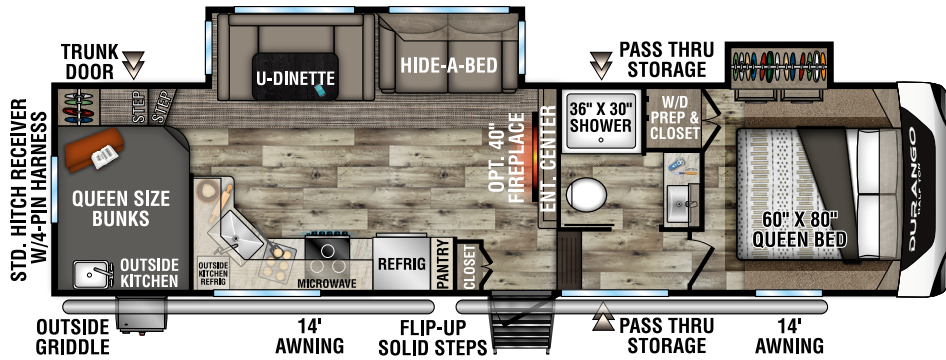 TRUNK
DOOR
STD. HITCH RECEIVER
W/4-PIN HARNESS
STEP
STEP
U-DINETTE
HIDE-A-BED
PASS THRU
STORAGE
36" X 30"
SHOWER
W/D
PREP &
CLOSET
OPT. 40"
FIREPLACE
ENT. CENTER
QUEEN SIZE
BUNKS
OUTSIDE
KITCHEN
OUTSIDE
KITCHEN
REFRIG
MICROWAVE
REFRIG
PANTRY
CLOSET
60" X 80"
QUEEN BED
DURANGO
OUTSIDE
GRIDDLE
14'
AWNING
FLIP-UP
SOLID STEPS
PASS THRU
STORAGE
14'
AWNING